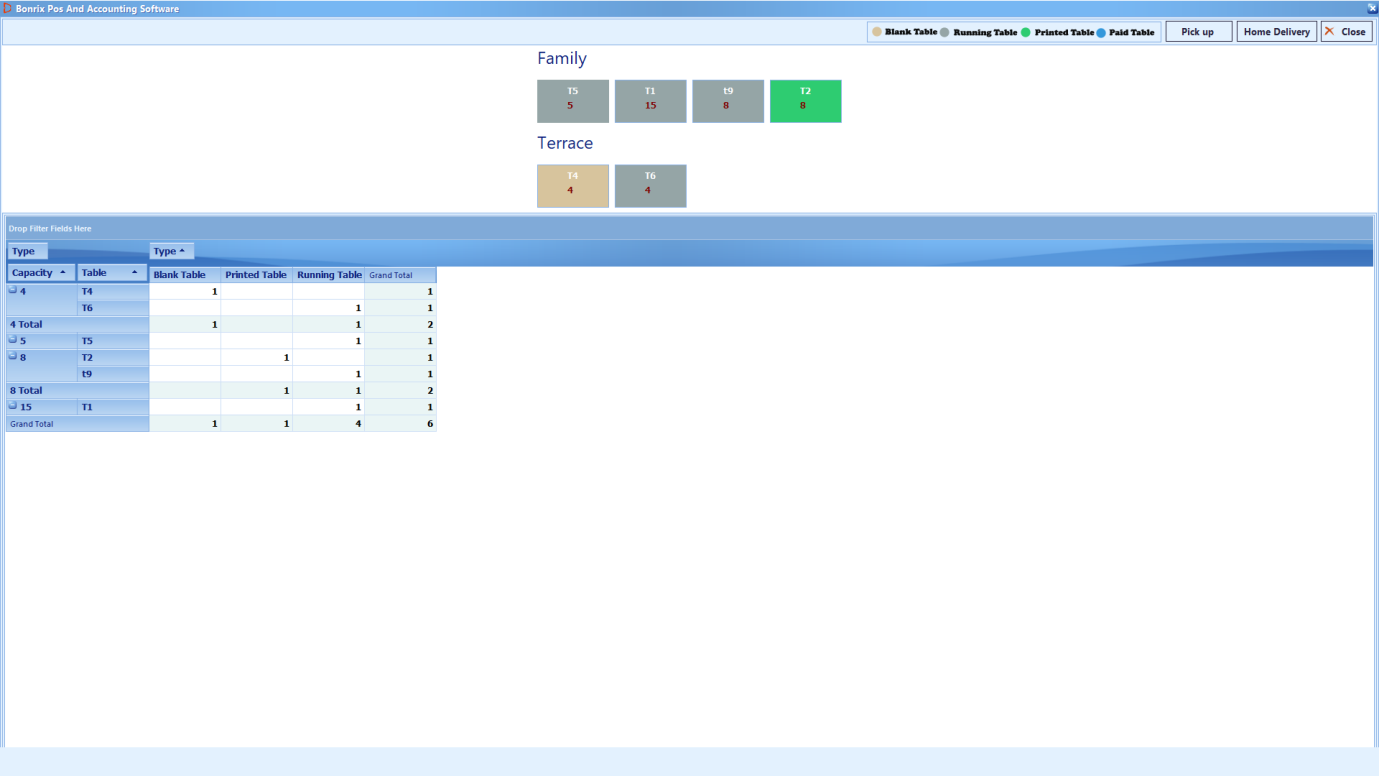 Bonrix Pos And Accounting Software
Blank Table Running Table Printed Table Paid Table Pick up Home Delivery Close
Family
T5 T1 t9 T2
5 15 8 8
Terrace
T4 T6
4 4
Drop Filter Fields Here
Type Type
Capacity Table Blank Table Printed Table Running Table Grand Total
4 T4 1 1
T6 1 1
4 Total 1 1 2
5 T5 1 1
8 T2 1 1
t9 1 1
8 Total 1 1 2
15 T1 1 1
Grand Total 1 1 4 6